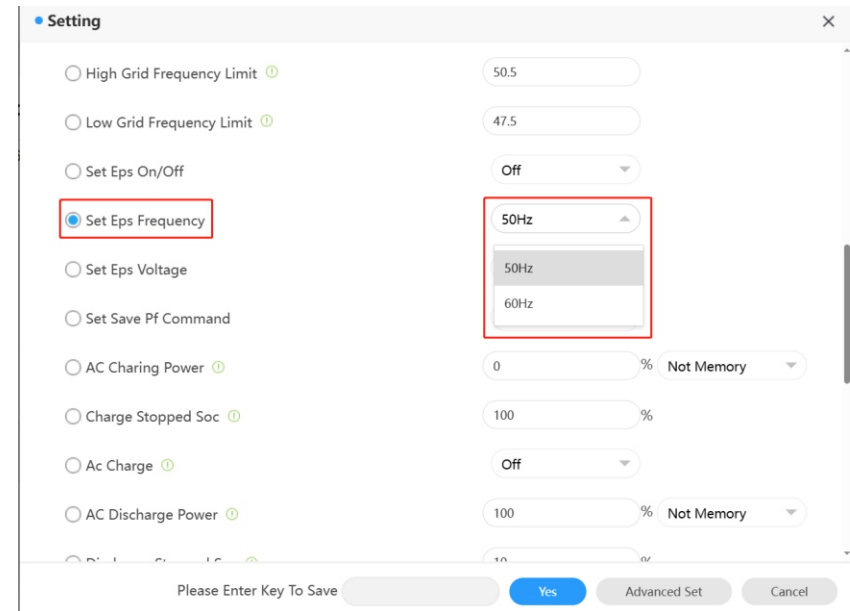 Setting
High Grid Frequency Limit 50.5
Low Grid Frequency Limit 47.5
Set Eps On/Off Off
Set Eps Frequency 50Hz
50Hz
Set Eps Voltage
60Hz
Set Save Pf Command
AC Charing Power 0 % Not Memory
Charge Stopped Soc 100 %
Ac Charge Off
AC Discharge Power 100 % Not Memory
Please Enter Key To Save Yes Advanced Set Cancel